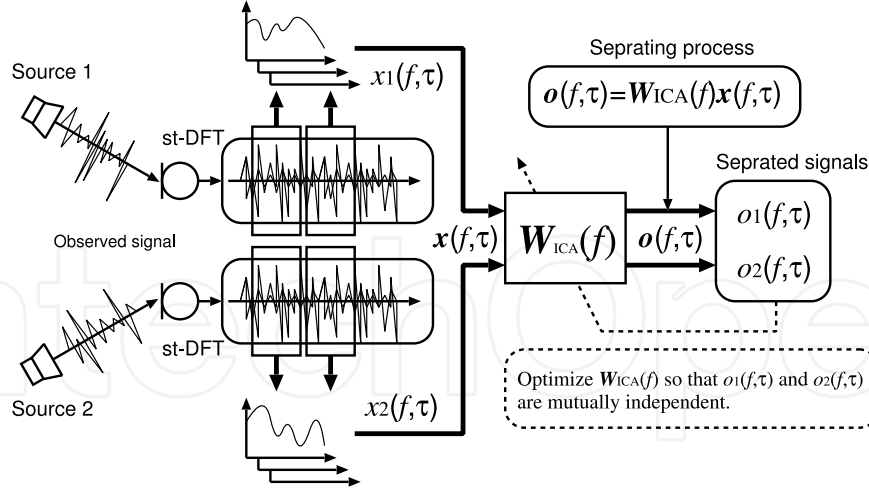 Source 1
st-DFT
x1(f,τ)
Observed signal
st-DFT
Source 2
x2(f,τ)
x(f,τ)
WICA(f)
o(f,τ)
Seprating process
o(f,τ)=WICA(f)x(f,τ)
Seprated signals
o1(f,τ)
o2(f,τ)
Optimize WICA(f) so that o1(f,τ) and o2(f,τ)
are mutually independent.
ntechOpe